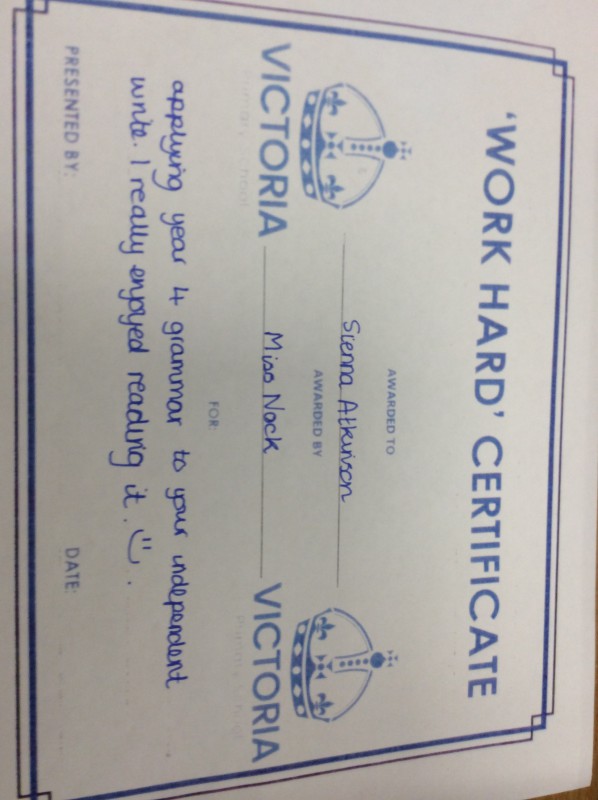 'WORK HARD' CERTIFICATE
AWARDED TO
Sienna Atkinson
AWARDED BY
VICTORIA
Miss Nock
VICTORIA
FOR:
applying year 4 grammar to your independent
write. I really enjoyed reading it.
PRESENTED BY:
DATE: